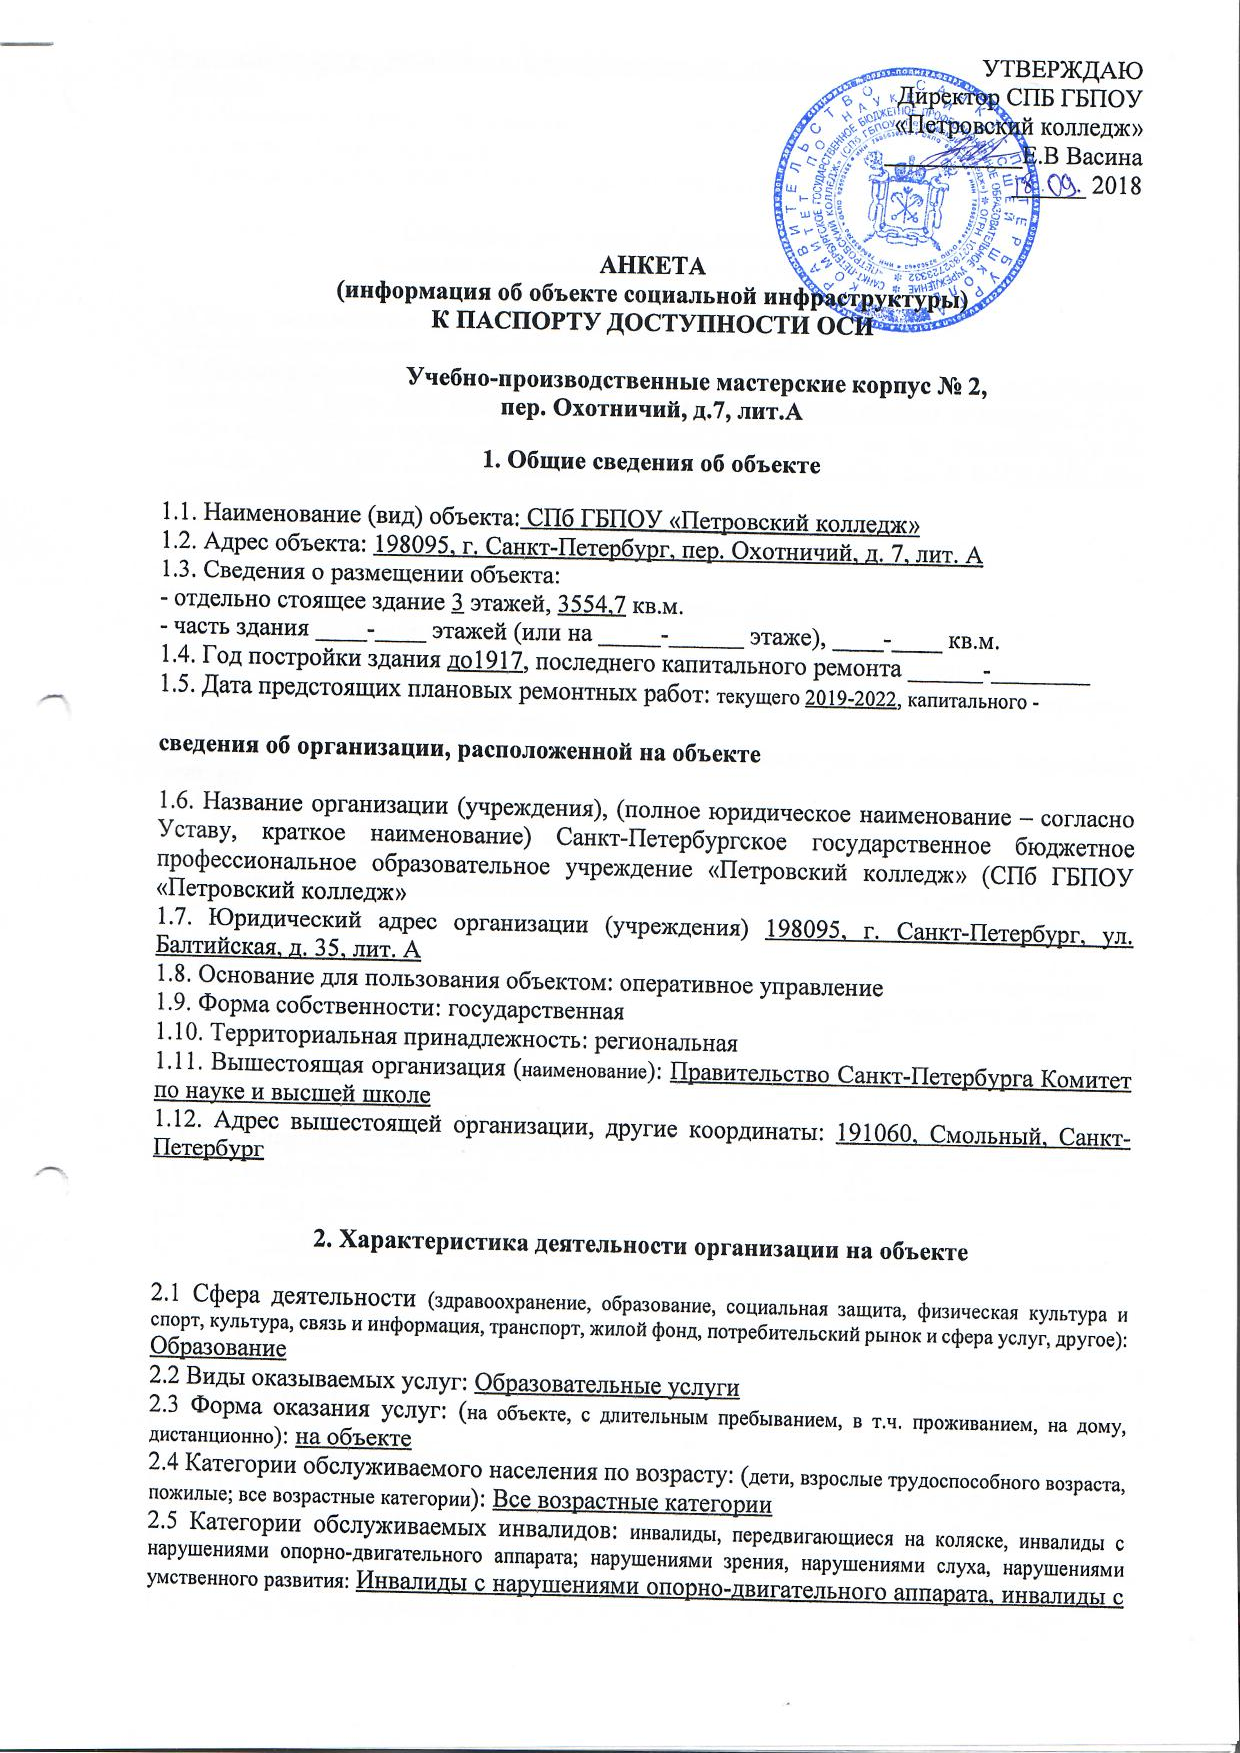 УТВЕРЖДАЮ
Директор СПБ ГБПОУ
«Петровский колледж»
___________Е.В Васина
18.09. 2018
АНКЕТА
(информация об объекте социальной инфраструктуры)
К ПАСПОРТУ ДОСТУПНОСТИ ОСИ
Учебно-производственные мастерские корпус № 2,
пер. Охотничий, д.7, лит.А
1. Общие сведения об объекте
1.1. Наименование (вид) объекта: СПб ГБПОУ «Петровский колледж»
1.2. Адрес объекта: 198095, г. Санкт-Петербург, пер. Охотничий, д. 7, лит. А
1.3. Сведения о размещении объекта:
- отдельно стоящее здание 3 этажей, 3554,7 кв.м.
- часть здания ____-____ этажей (или на _____-______ этаже), ____-____ кв.м.
1.4. Год постройки здания до1917, последнего капитального ремонта ______-________
1.5. Дата предстоящих плановых ремонтных работ: текущего 2019-2022, капитального -
сведения об организации, расположенной на объекте
1.6. Название организации (учреждения), (полное юридическое наименование – согласно
Уставу, краткое наименование) Санкт-Петербургское государственное бюджетное
профессиональное образовательное учреждение «Петровский колледж» (СПб ГБПОУ
«Петровский колледж»
1.7. Юридический адрес организации (учреждения) 198095, г. Санкт-Петербург, ул.
Балтийская, д. 35, лит. А
1.8. Основание для пользования объектом: оперативное управление
1.9. Форма собственности: государственная
1.10. Территориальная принадлежность: региональная
1.11. Вышестоящая организация (наименование): Правительство Санкт-Петербурга Комитет
по науке и высшей школе
1.12. Адрес вышестоящей организации, другие координаты: 191060, Смольный, Санкт-
Петербург
2. Характеристика деятельности организации на объекте
2.1 Сфера деятельности (здравоохранение, образование, социальная защита, физическая культура и
спорт, культура, связь и информация, транспорт, жилой фонд, потребительский рынок и сфера услуг, другое):
Образование
2.2 Виды оказываемых услуг: Образовательные услуги
2.3 Форма оказания услуг: (на объекте, с длительным пребыванием, в т.ч. проживанием, на дому,
дистанционно): на объекте
2.4 Категории обслуживаемого населения по возрасту: (дети, взрослые трудоспособного возраста,
пожилые; все возрастные категории): Все возрастные категории
2.5 Категории обслуживаемых инвалидов: инвалиды, передвигающиеся на коляске, инвалиды с
нарушениями опорно-двигательного аппарата; нарушениями зрения, нарушениями слуха, нарушениями
умственного развития: Инвалиды с нарушениями опорно-двигательного аппарата, инвалиды с